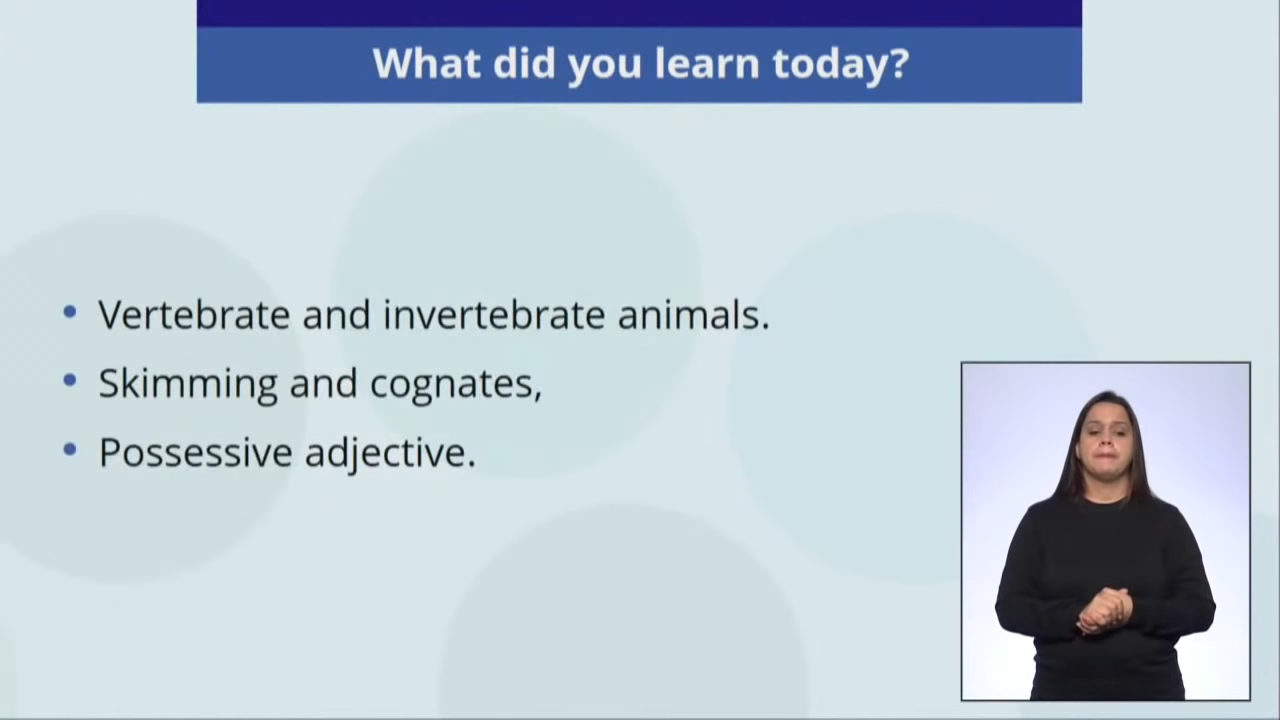 What did you learn today?
• Vertebrate and invertebrate animals.
• Skimming and cognates,
• Possessive adjective.